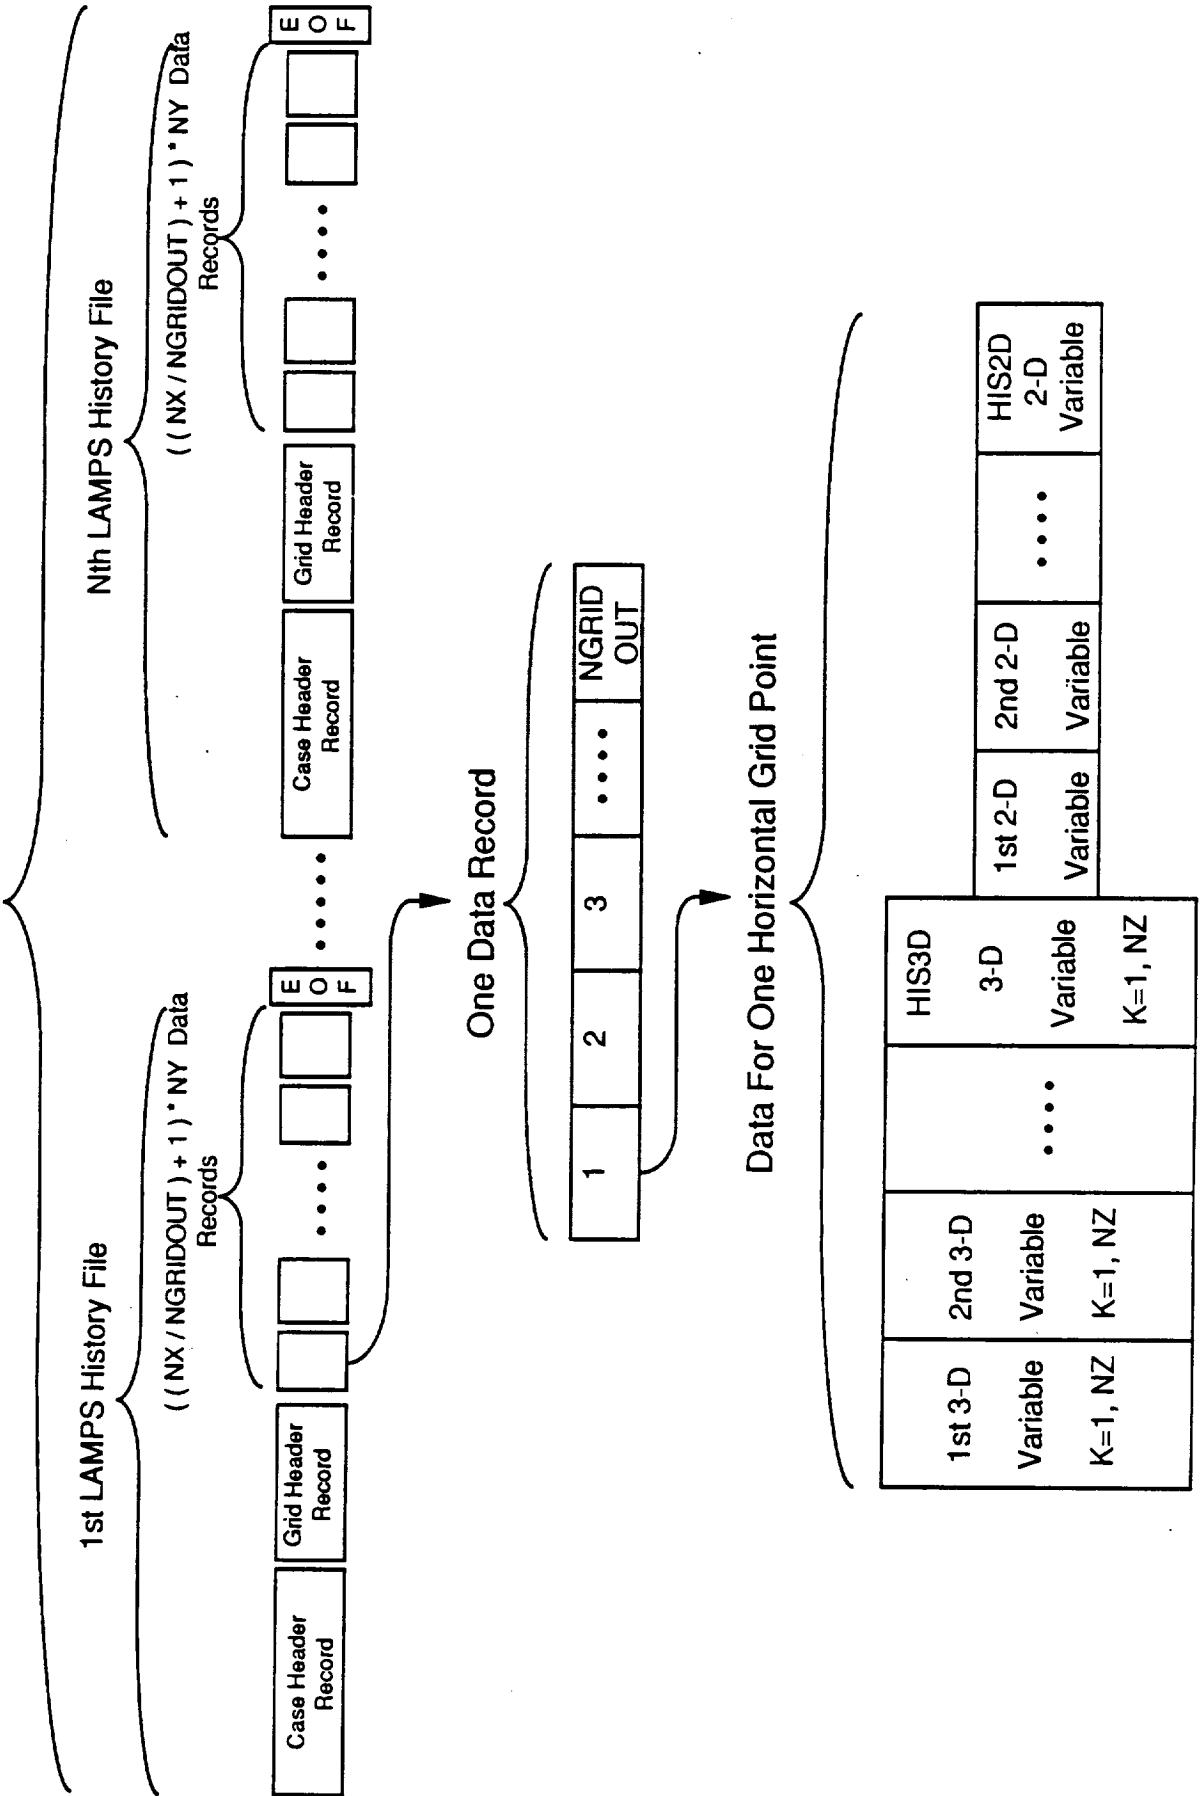 1st LAMPS History File
( ( NX / NGRIDOUT ) + 1 ) * NY Data
Records
Case Header
Record
Grid Header
Record
• • • • •
E
O
F
• • • • • •
Nth LAMPS History File
( ( NX / NGRIDOUT ) + 1 ) * NY Data
Records
Case Header
Record
Grid Header
Record
• • • • •
E
O
F
One Data Record
1
2
3
• • • •
NGRID
OUT
Data For One Horizontal Grid Point
1st 3-D
Variable
K=1, NZ
2nd 3-D
Variable
K=1, NZ
• • • •
HIS3D
3-D
Variable
K=1, NZ
1st 2-D
Variable
2nd 2-D
Variable
• • • •
HIS2D
2-D
Variable